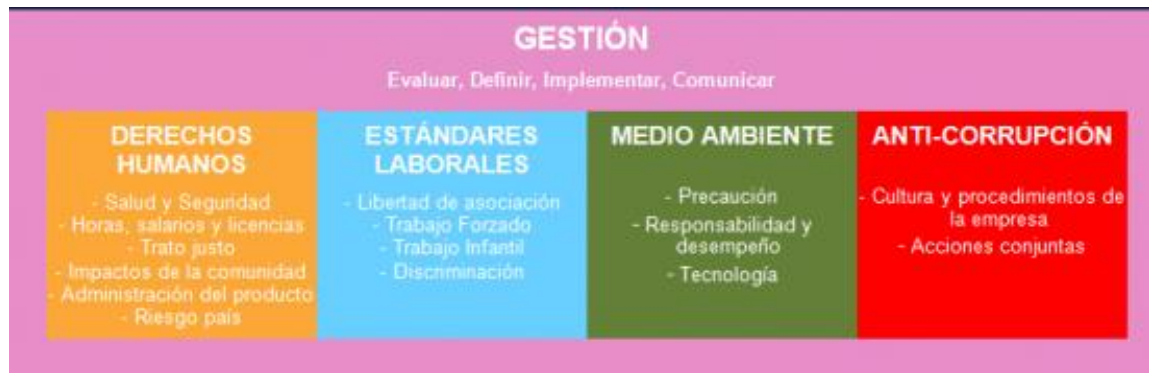 GESTIÓN
Evaluar, Definir, Implementar, Comunicar
DERECHOS
HUMANOS
- Salud y Seguridad
- Horas, salarios y licencias
- Trato justo
- Impactos de la comunidad
- Administración del producto
- Riesgo país
ESTÁNDARES
LABORALES
- Libertad de asociación
- Trabajo Forzado
- Trabajo Infantil
- Discriminación
MEDIO AMBIENTE
- Precaución
- Responsabilidad y
desempeño
- Tecnología
ANTI-CORRUPCIÓN
- Cultura y procedimientos de
la empresa
- Acciones conjuntas